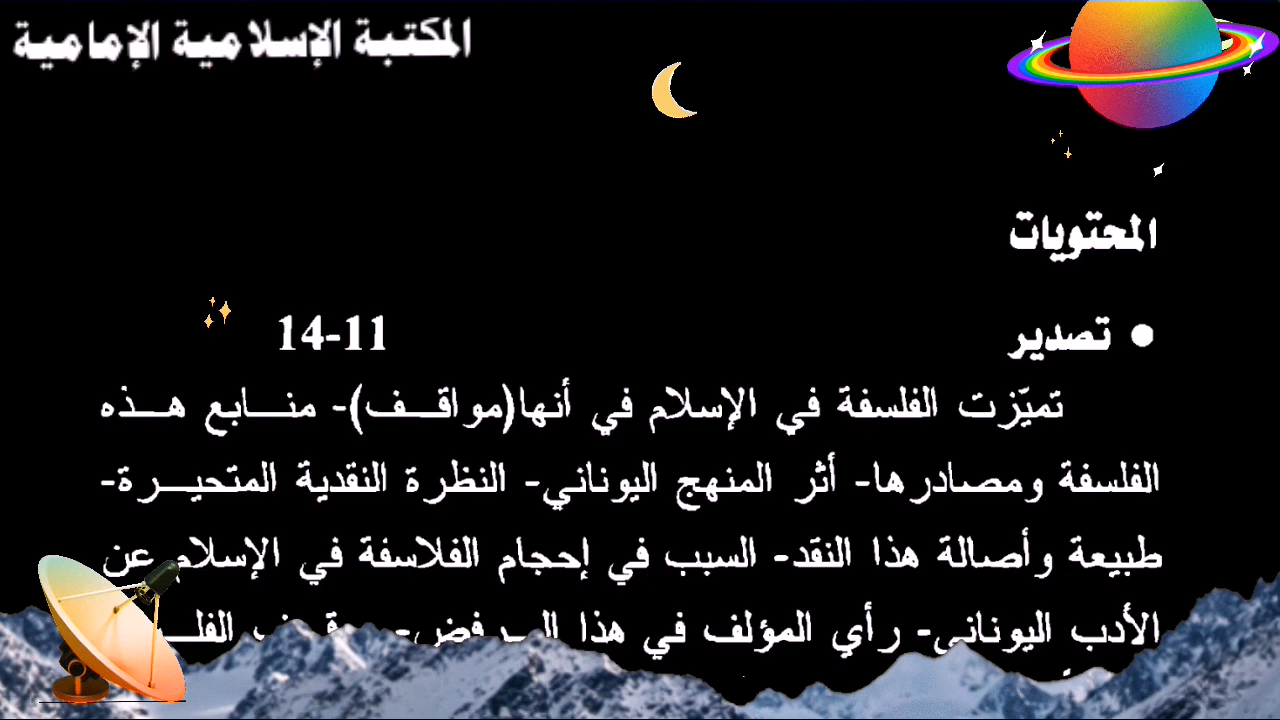 المكتبة الإسلامية الإمامية
المحتويات
● تصدير 11-14
تميّزت الفلسفة في الإسلام في أنها(مواقــف)- منــابع هــذه
الفلسفة ومصادرها- أثر المنهج اليوناني- النظرة النقدية المتحيــرة-
طبيعة وأصالة هذا النقد- السبب في إحجام الفلاسفة في الإسلام عن
الأدب اليوناني- رأي المؤلف في هذا